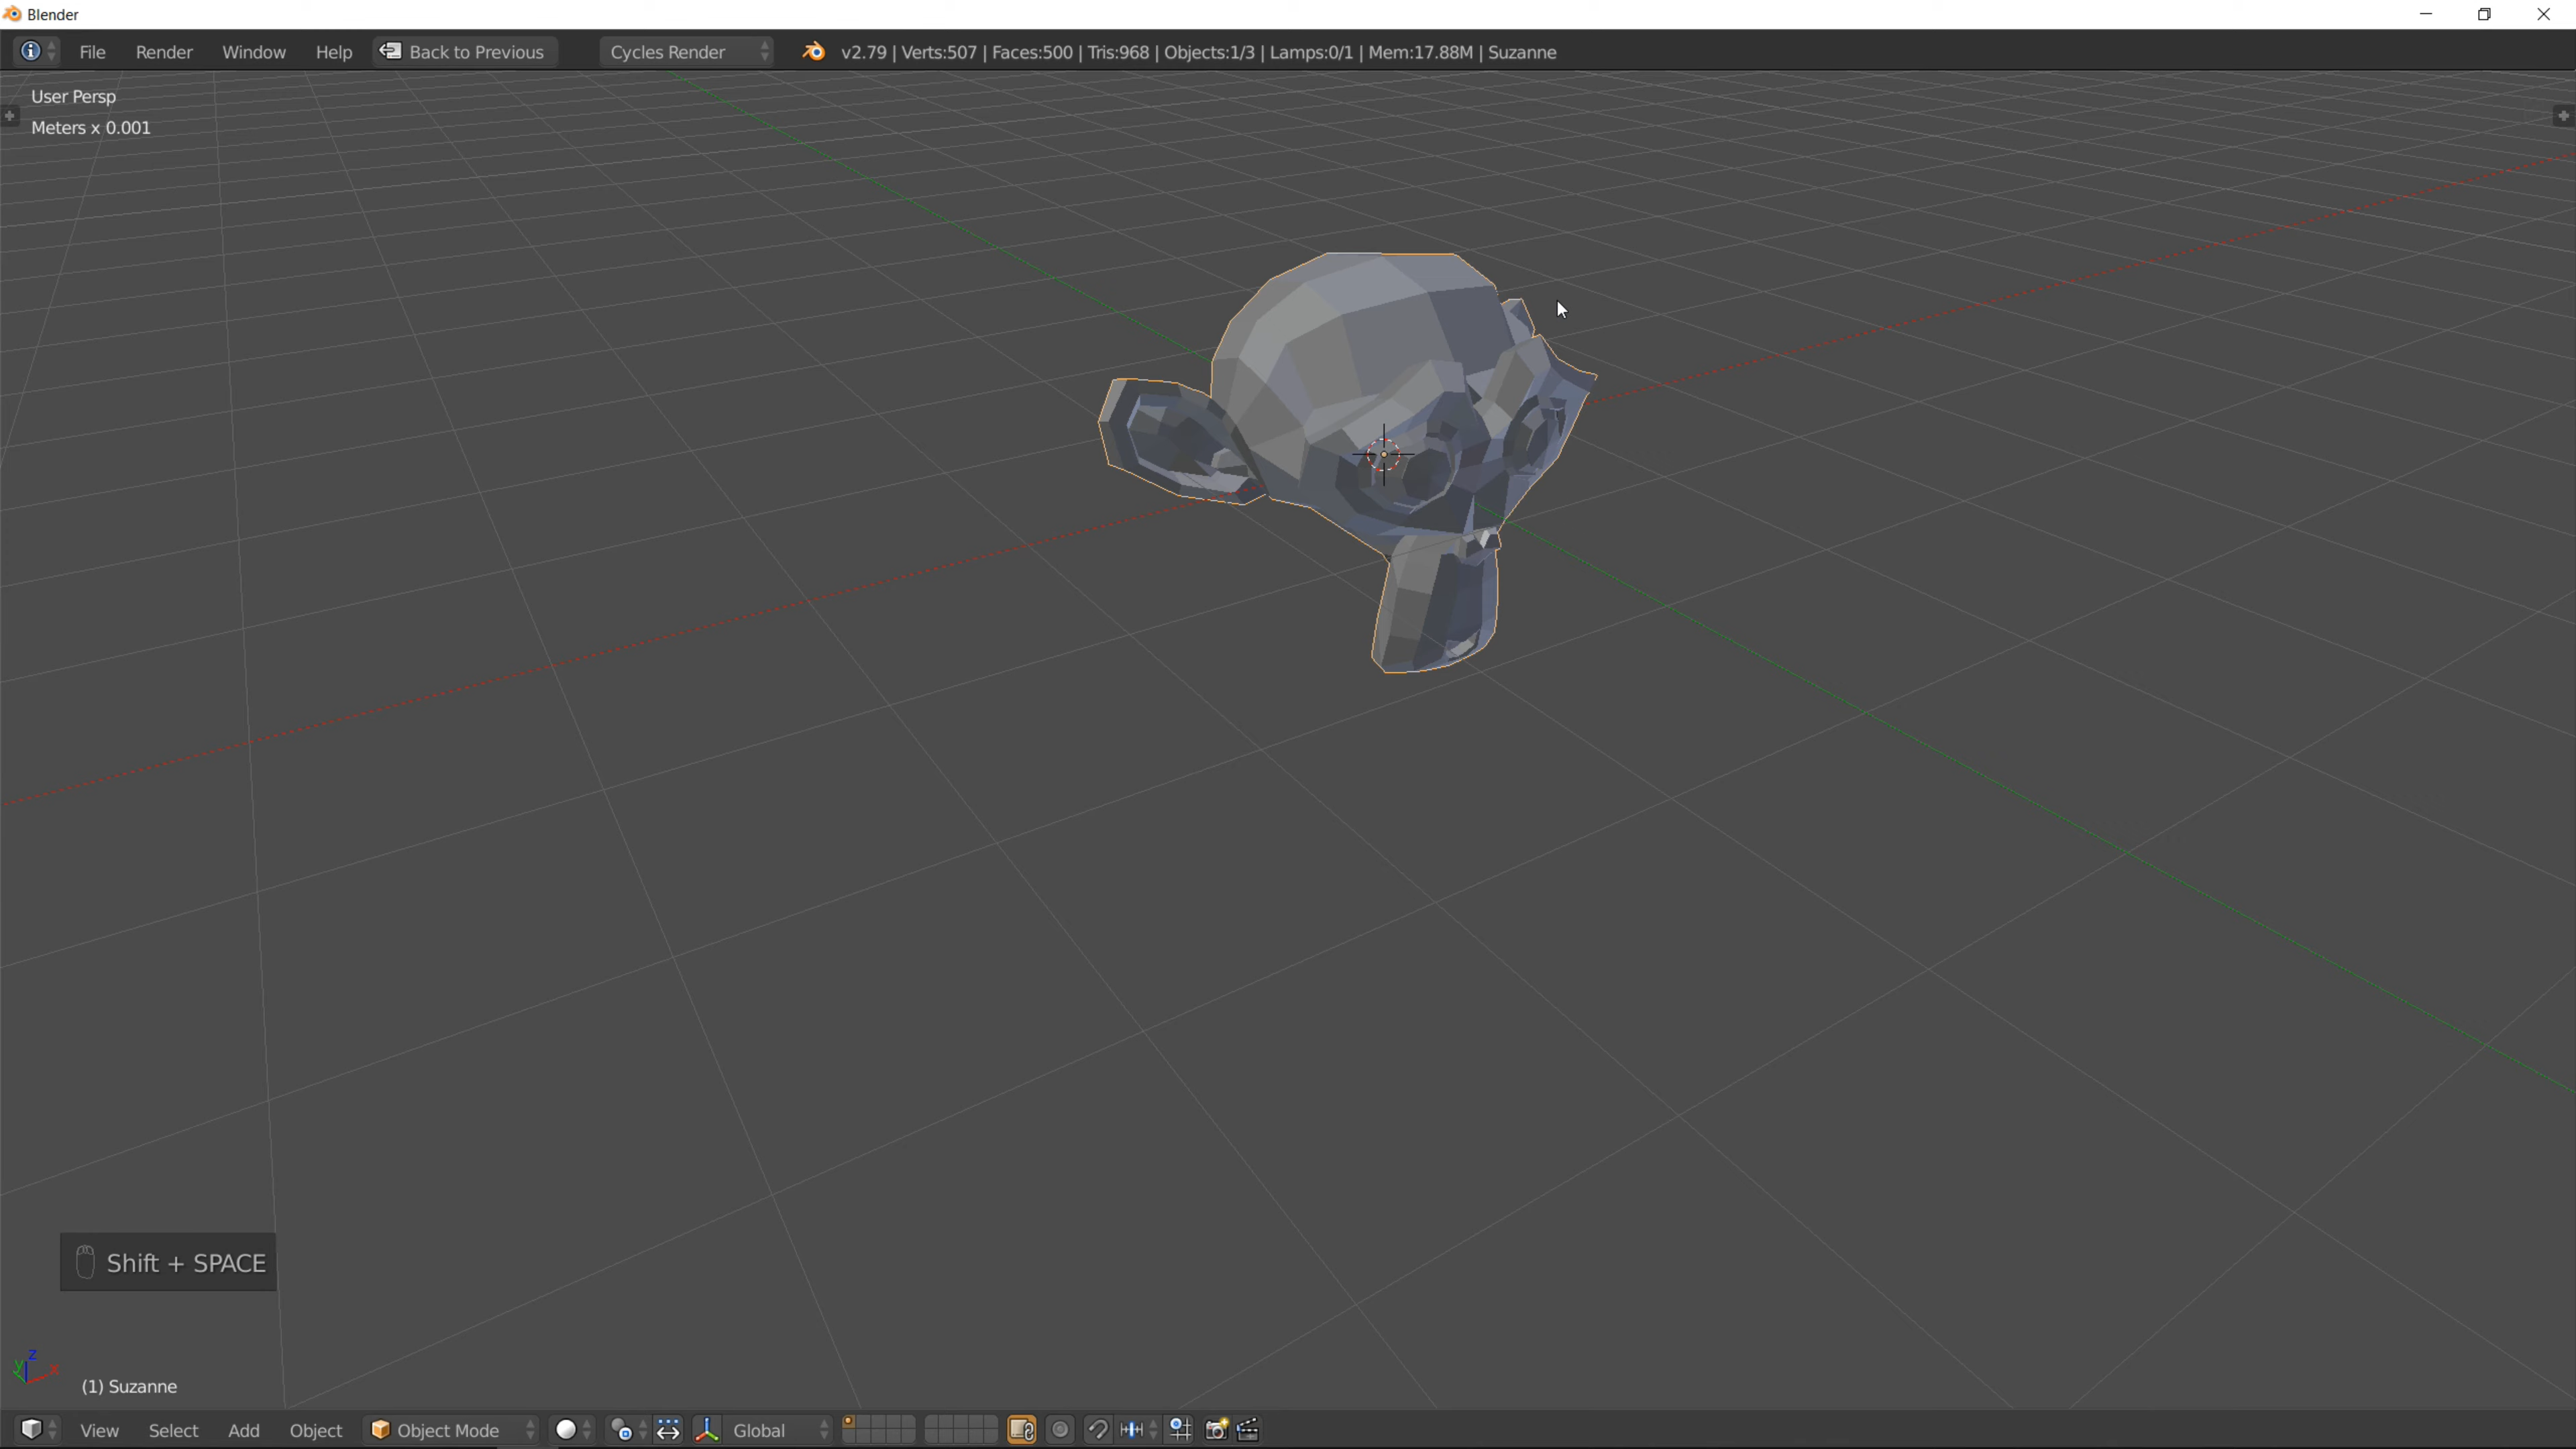 Blender
File Render Window Help Back to Previous Cycles Render v2.79 | Verts:507 | Faces:500 | Tris:968 | Objects:1/3 | Lamps:0/1 | Mem:17.88M | Suzanne
User Persp
Meters x 0.001
Shift + SPACE
z
y x
(1) Suzanne
View Select Add Object Object Mode Global